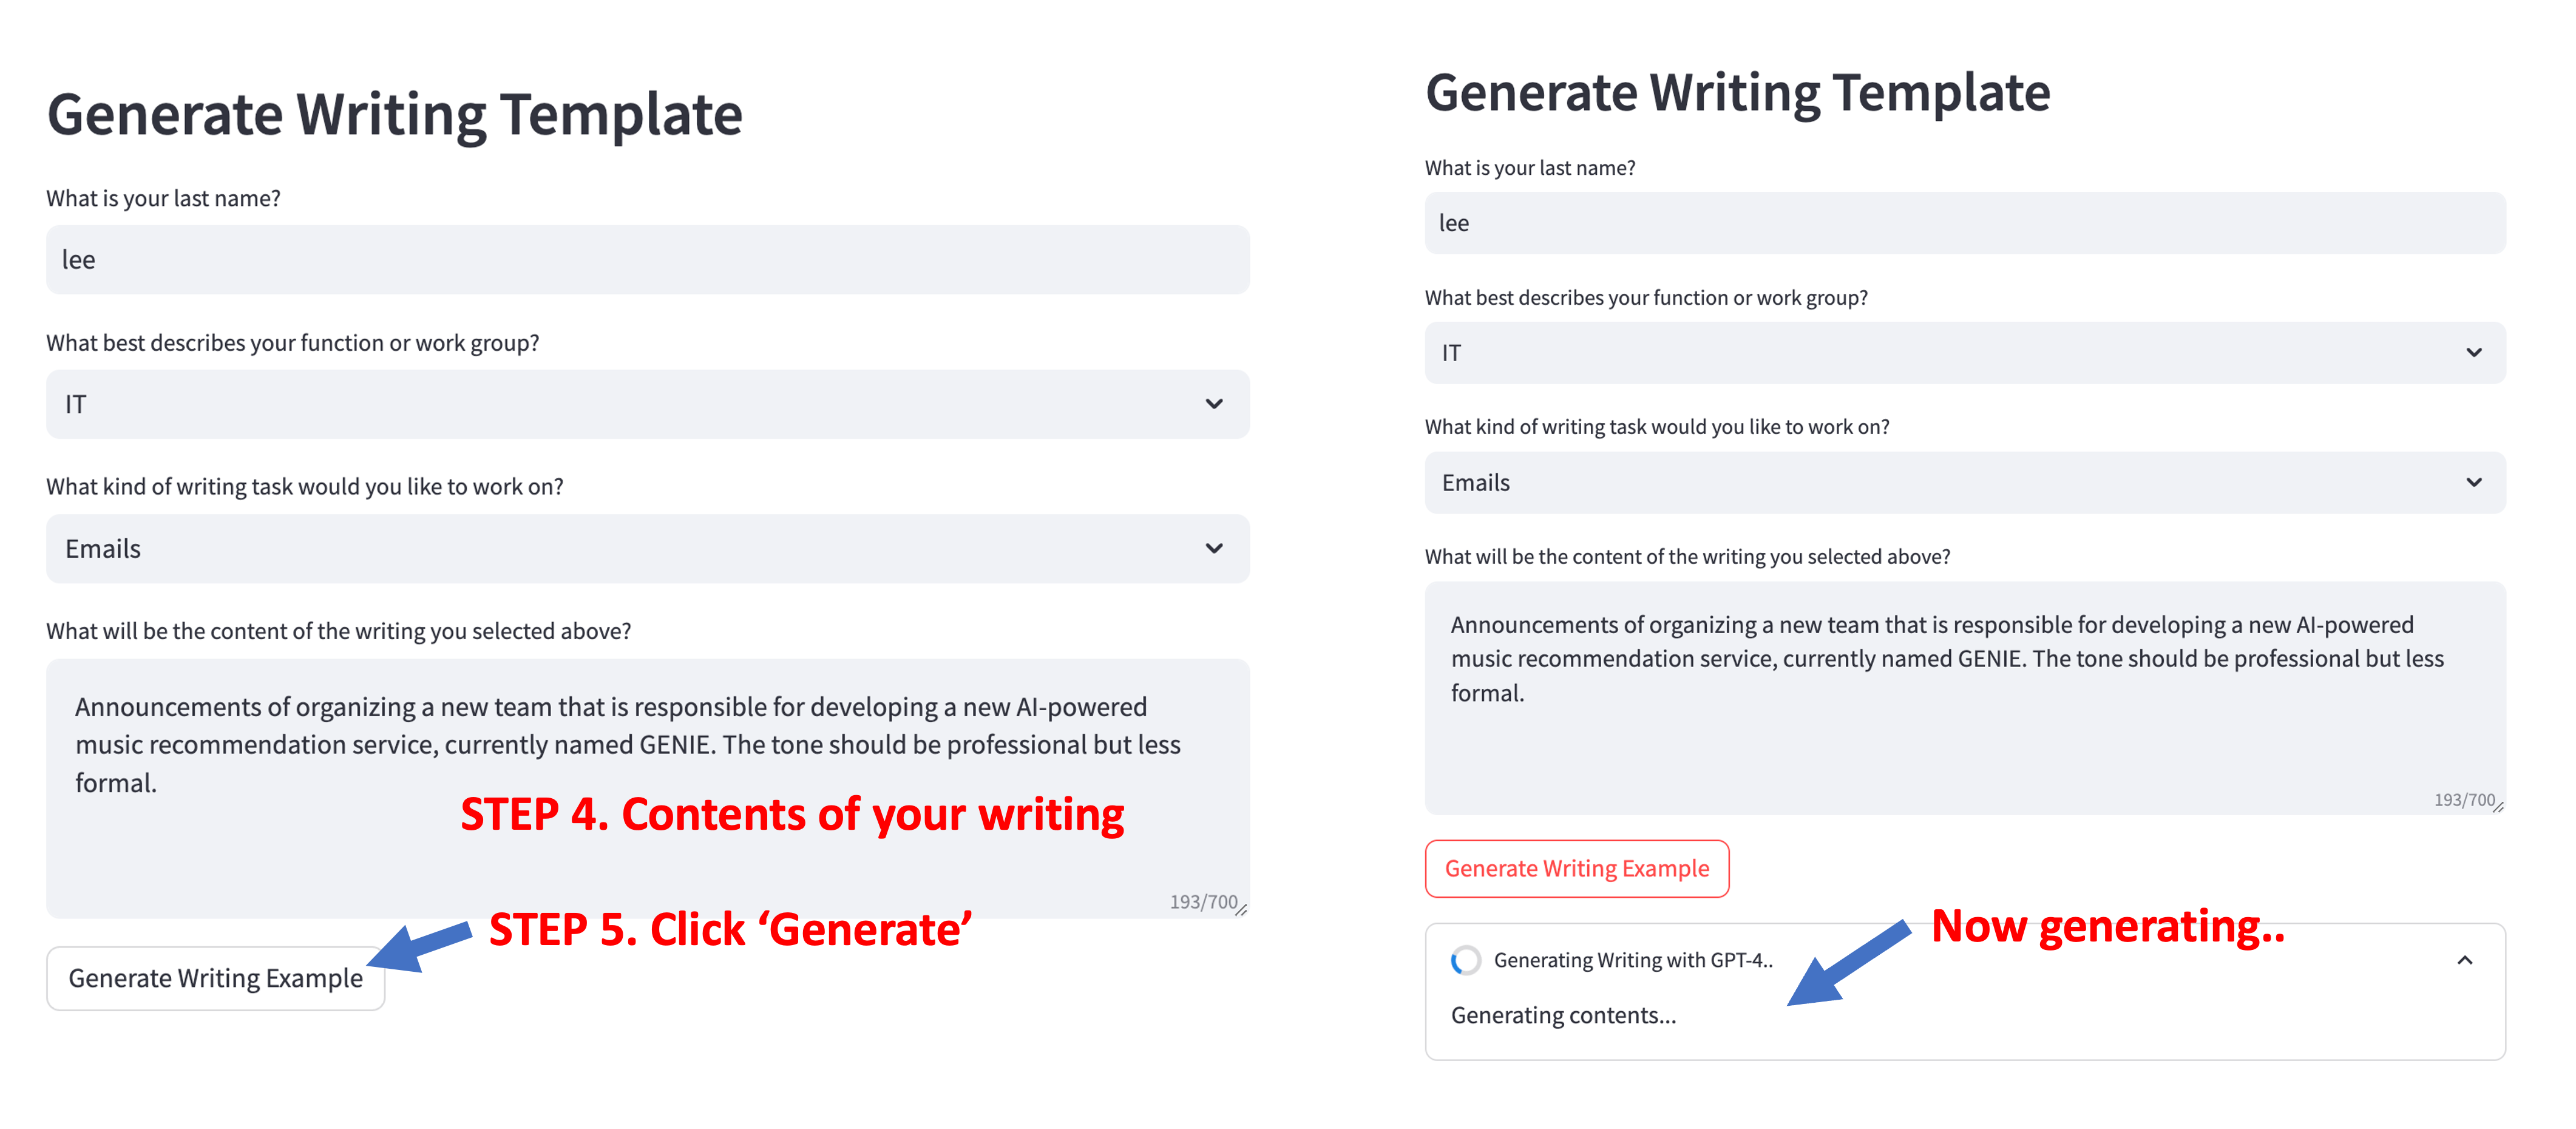 Generate Writing Template
What is your last name?
lee
What best describes your function or work group?
IT
What kind of writing task would you like to work on?
Emails
What will be the content of the writing you selected above?
Announcements of organizing a new team that is responsible for developing a new AI-powered
music recommendation service, currently named GENIE. The tone should be professional but less
formal.
STEP 4. Contents of your writing
193/700
STEP 5. Click ‘Generate’
Generate Writing Example
Generate Writing Template
What is your last name?
lee
What best describes your function or work group?
IT
What kind of writing task would you like to work on?
Emails
What will be the content of the writing you selected above?
Announcements of organizing a new team that is responsible for developing a new AI-powered
music recommendation service, currently named GENIE. The tone should be professional but less
formal.
193/700
Generate Writing Example
Now generating..
Generating Writing with GPT-4..
Generating contents...